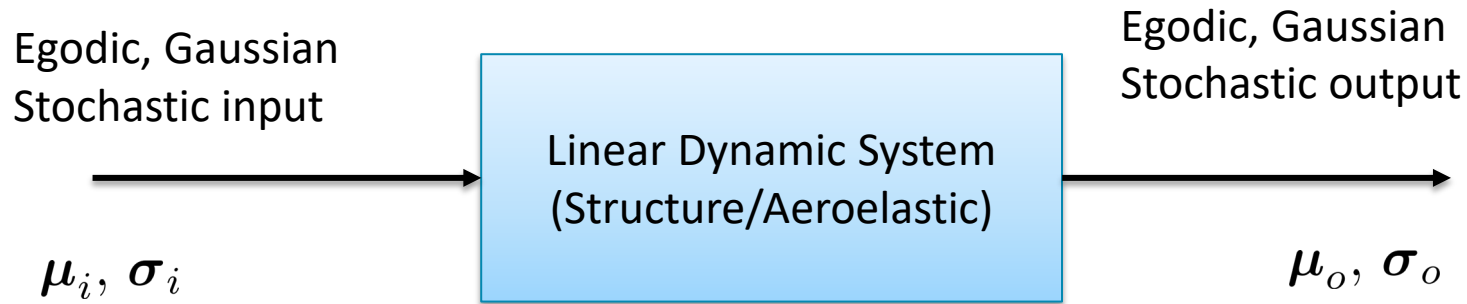 Egodic, Gaussian
Stochastic input
Linear Dynamic System
(Structure/Aeroelastic)
Egodic, Gaussian
Stochastic output
μᵢ, σᵢ
μₒ, σₒ